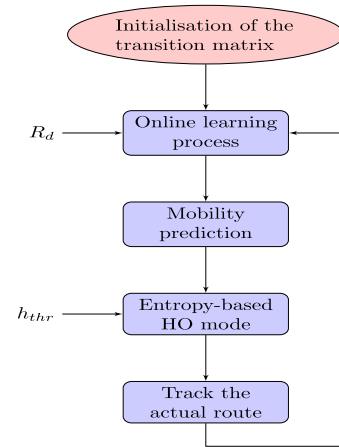 Initialisation of the
transition matrix
R_d
Online learning
process
Mobility
prediction
h_thr
Entropy-based
HO mode
Track the
actual route